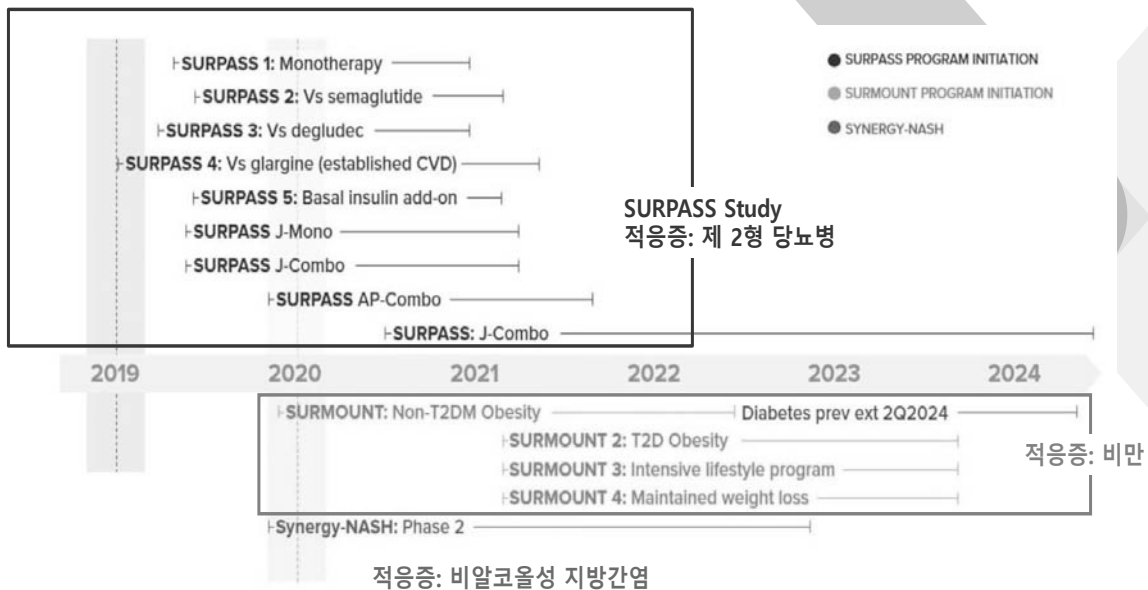 SURPASS 1: Monotherapy
SURPASS 2: Vs semaglutide
SURPASS 3: Vs degludec
SURPASS 4: Vs glargine (established CVD)
SURPASS 5: Basal insulin add-on
SURPASS J-Mono
SURPASS J-Combo
SURPASS AP-Combo
SURPASS: J-Combo
SURPASS PROGRAM INITIATION
SURMOUNT PROGRAM INITIATION
SYNERGY-NASH
SURPASS Study
적응증: 제 2형 당뇨병
2019 2020 2021 2022 2023 2024
SURMOUNT: Non-T2DM Obesity Diabetes prev ext 2Q2024
SURMOUNT 2: T2D Obesity
SURMOUNT 3: Intensive lifestyle program
SURMOUNT 4: Maintained weight loss
적응증: 비만
Synergy-NASH: Phase 2
적응증: 비알코올성 지방간염